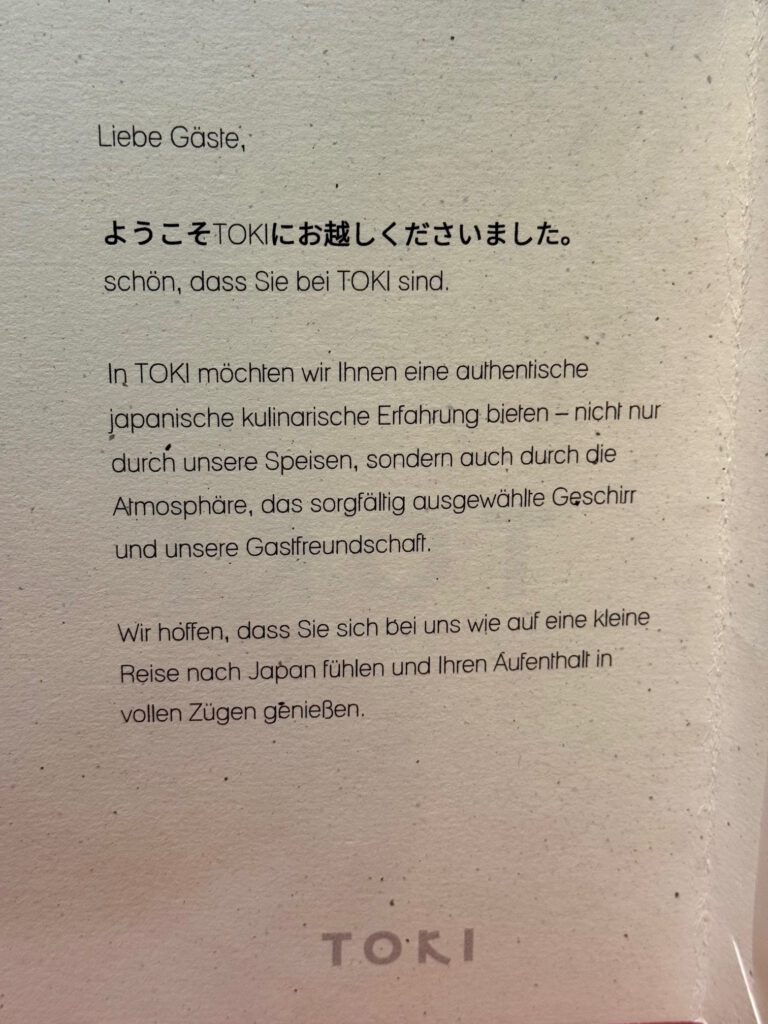 Liebe Gäste,
ようこそTOKIにお越しくださいました。
schön, dass Sie bei TOKI sind.
In TOKI möchten wir Ihnen eine authentische
japanische kulinarische Erfahrung bieten – nicht nur
durch unsere Speisen, sondern auch durch die
Atmosphäre, das sorgfältig ausgewählte Geschirr
und unsere Gastfreundschaft.
Wir hoffen, dass Sie sich bei uns wie auf eine kleine
Reise nach Japan fühlen und Ihren Aufenthalt in
vollen Zügen genießen.
TOKI